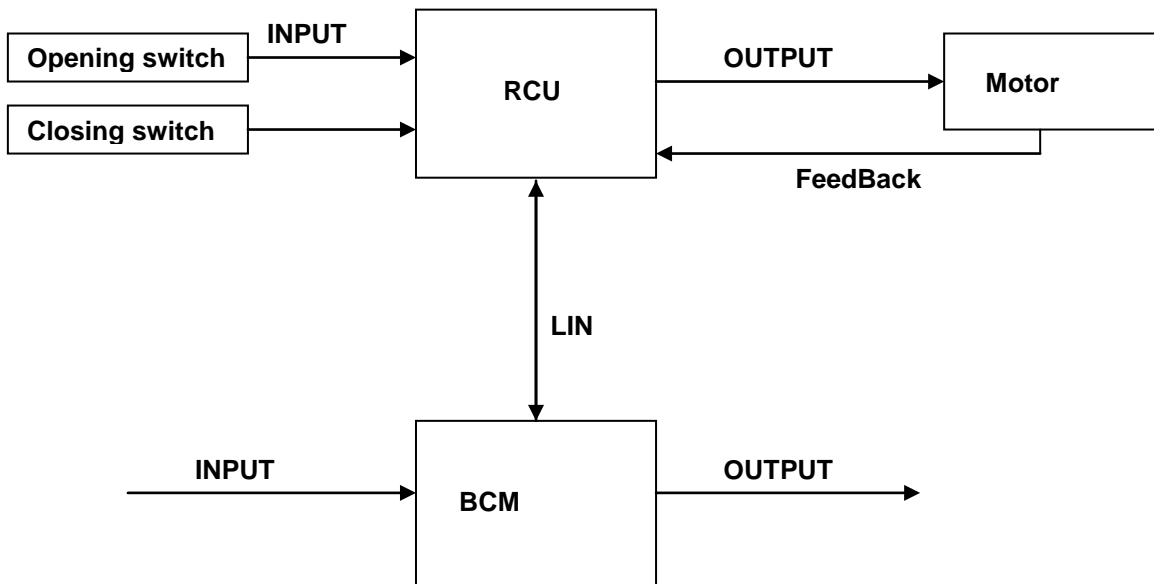 INPUT
Opening switch
OUTPUT
RCU
Motor
Closing switch
FeedBack
LIN
INPUT
OUTPUT
BCM